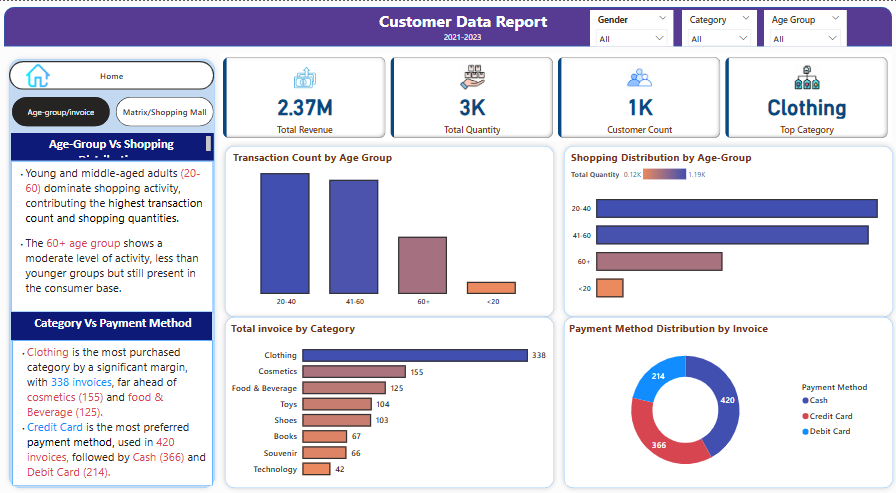 Customer Data Report
2021-2023
Gender
All
Category
All
Age Group
All
Home
Age-group/invoice
Matrix/Shopping Mall
Age-Group Vs Shopping
· Young and middle-aged adults (20-
60) dominate shopping activity,
contributing the highest transaction
count and shopping quantities.
· The 60+ age group shows a
moderate level of activity, less than
younger groups but still present in
the consumer base.
Category Vs Payment Method
· Clothing is the most purchased
category by a significant margin,
with 338 invoices, far ahead of
cosmetics (155) and food &
Beverage (125).
· Credit Card is the most preferred
payment method, used in 420
invoices, followed by Cash (366) and
Debit Card (214).
2.37M
Total Revenue
3K
Total Quantity
1K
Customer Count
Clothing
Top Category
Transaction Count by Age Group
20-40
41-60
60+
<20
Shopping Distribution by Age-Group
Total Quantity 0.12K 1.19K
20-40
41-60
60+
<20
Total invoice by Category
Clothing 338
Cosmetics 155
Food & Beverage 125
Toys 104
Shoes 103
Books 67
Souvenir 66
Technology 42
Payment Method Distribution by Invoice
214
420
366
Payment Method
Cash
Credit Card
Debit Card